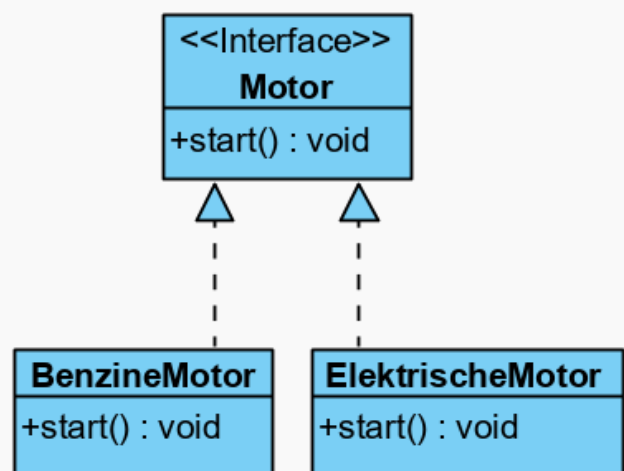 <<Interface>>
Motor
+start() : void
BenzineMotor
+start() : void
ElektrischeMotor
+start() : void